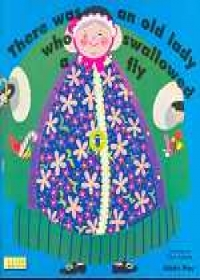 There was an old lady
who swallowed
a fly